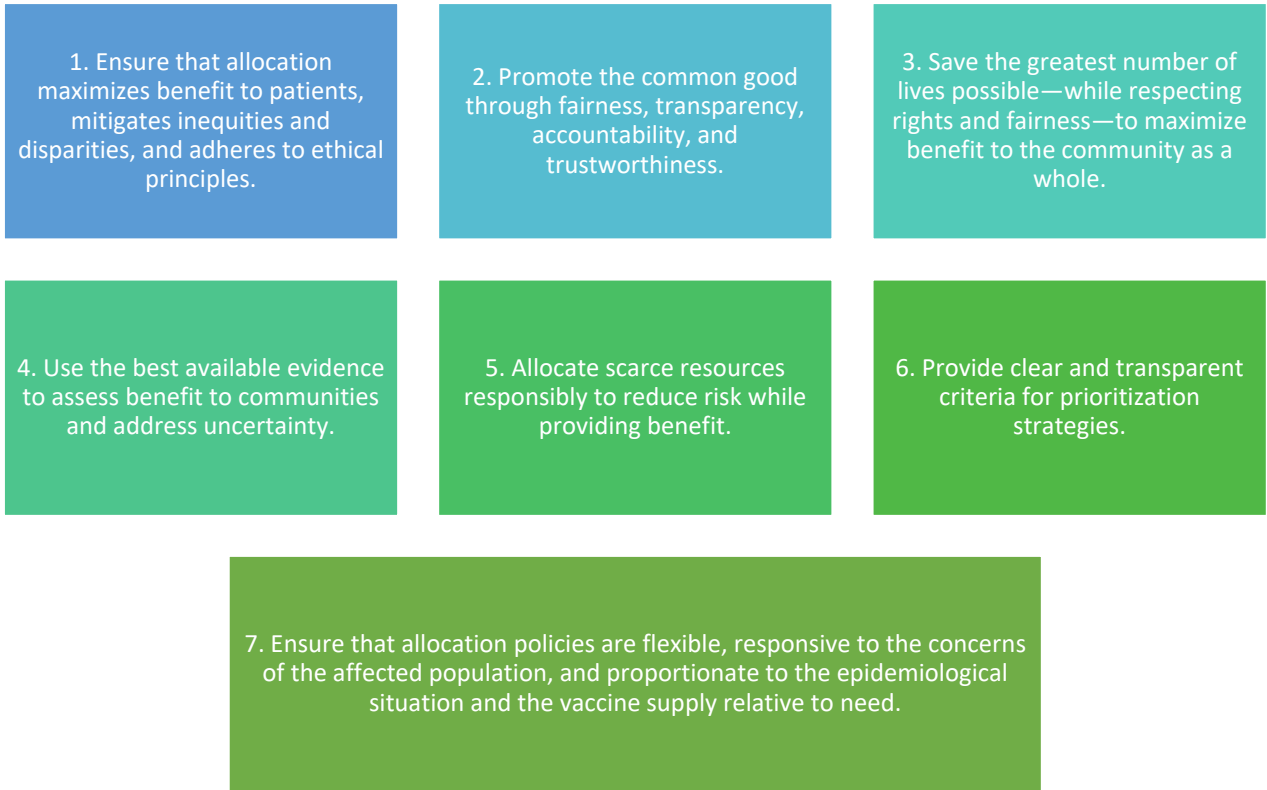 1. Ensure that allocation
maximizes benefit to patients,
mitigates inequities and
disparities, and adheres to ethical
principles.
2. Promote the common good
through fairness, transparency,
accountability, and
trustworthiness.
3. Save the greatest number of
lives possible—while respecting
rights and fairness—to maximize
benefit to the community as a
whole.
4. Use the best available evidence
to assess benefit to communities
and address uncertainty.
5. Allocate scarce resources
responsibly to reduce risk while
providing benefit.
6. Provide clear and transparent
criteria for prioritization
strategies.
7. Ensure that allocation policies are flexible, responsive to the concerns
of the affected population, and proportionate to the epidemiological
situation and the vaccine supply relative to need.